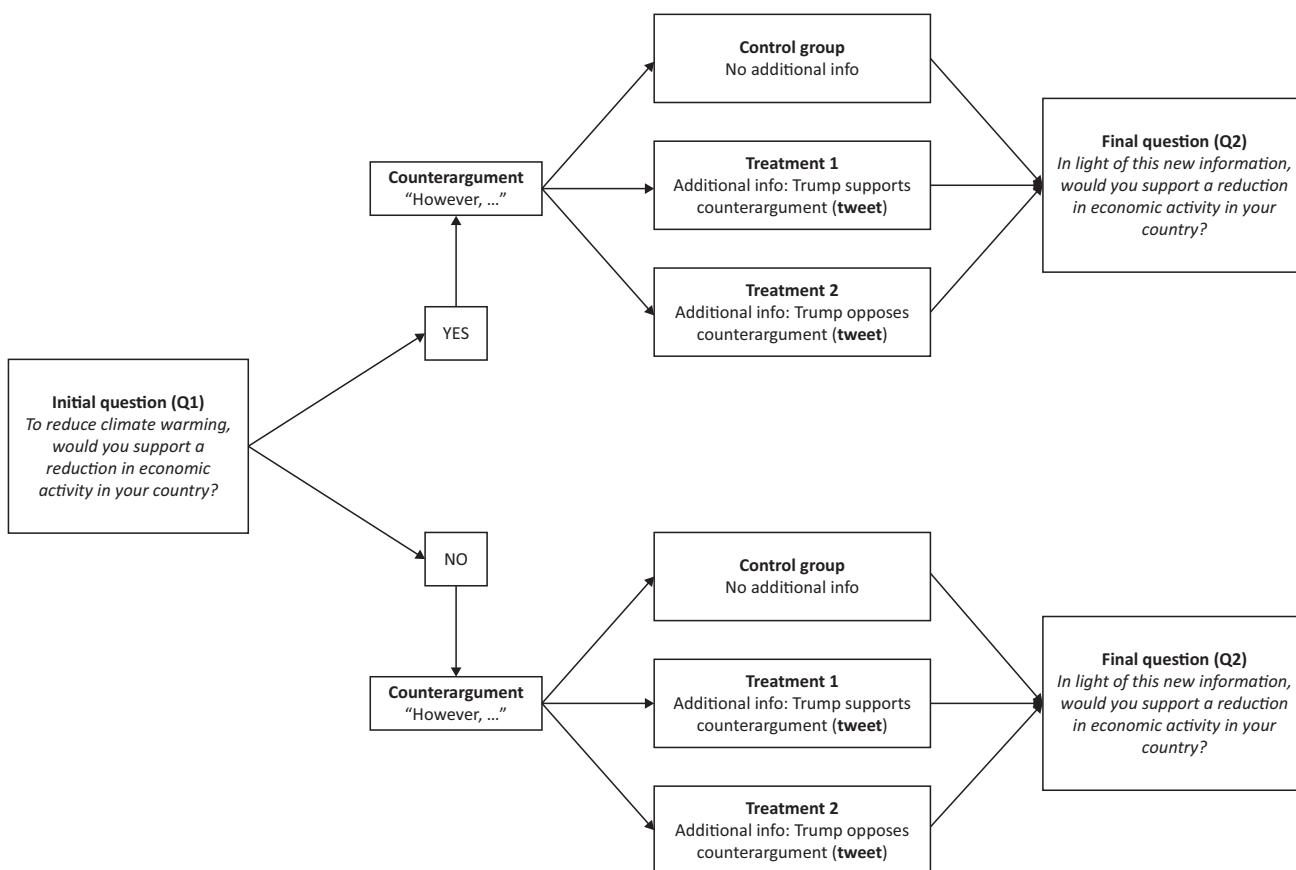 Initial question (Q1)
To reduce climate warming,
would you support a
reduction in economic
activity in your country?
YES
Counterargument
“However, ...”
Control group
No additional info
Treatment 1
Additional info: Trump supports
counterargument (tweet)
Treatment 2
Additional info: Trump opposes
counterargument (tweet)
Final question (Q2)
In light of this new information,
would you support a reduction
in economic activity in your
country?
NO
Counterargument
“However, ...”
Control group
No additional info
Treatment 1
Additional info: Trump supports
counterargument (tweet)
Treatment 2
Additional info: Trump opposes
counterargument (tweet)
Final question (Q2)
In light of this new information,
would you support a reduction
in economic activity in your
country?